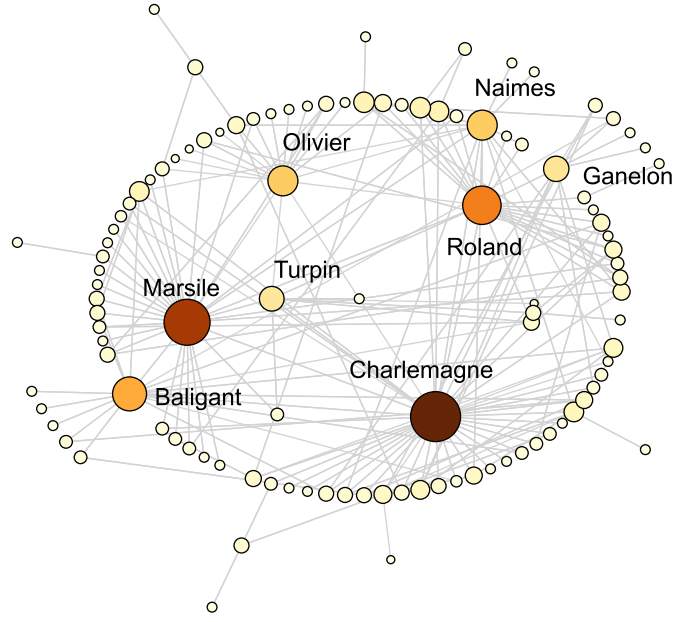 Naimes
Olivier
Ganelon
Roland
Turpin
Marsile
Charlemagne
Baligant